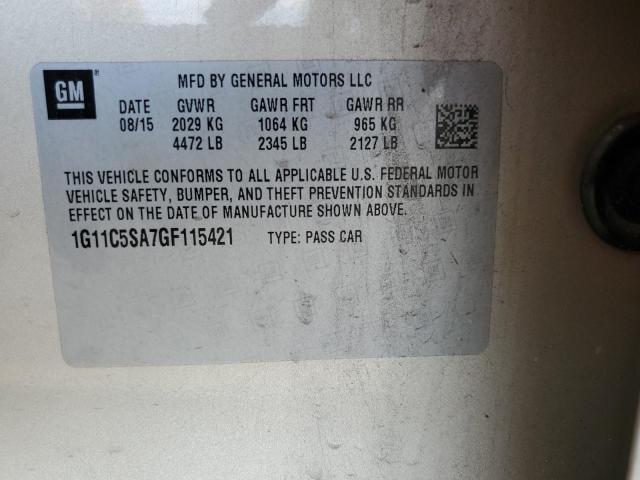 GM
MFD BY GENERAL MOTORS LLC
DATE GVWR GAWR FRT GAWR RR
08/15 2029 KG 1064 KG 965 KG
4472 LB 2345 LB 2127 LB
THIS VEHICLE CONFORMS TO ALL APPLICABLE U.S. FEDERAL MOTOR
VEHICLE SAFETY, BUMPER, AND THEFT PREVENTION STANDARDS IN
EFFECT ON THE DATE OF MANUFACTURE SHOWN ABOVE.
1G11C5SA7GF115421 TYPE: PASS CAR